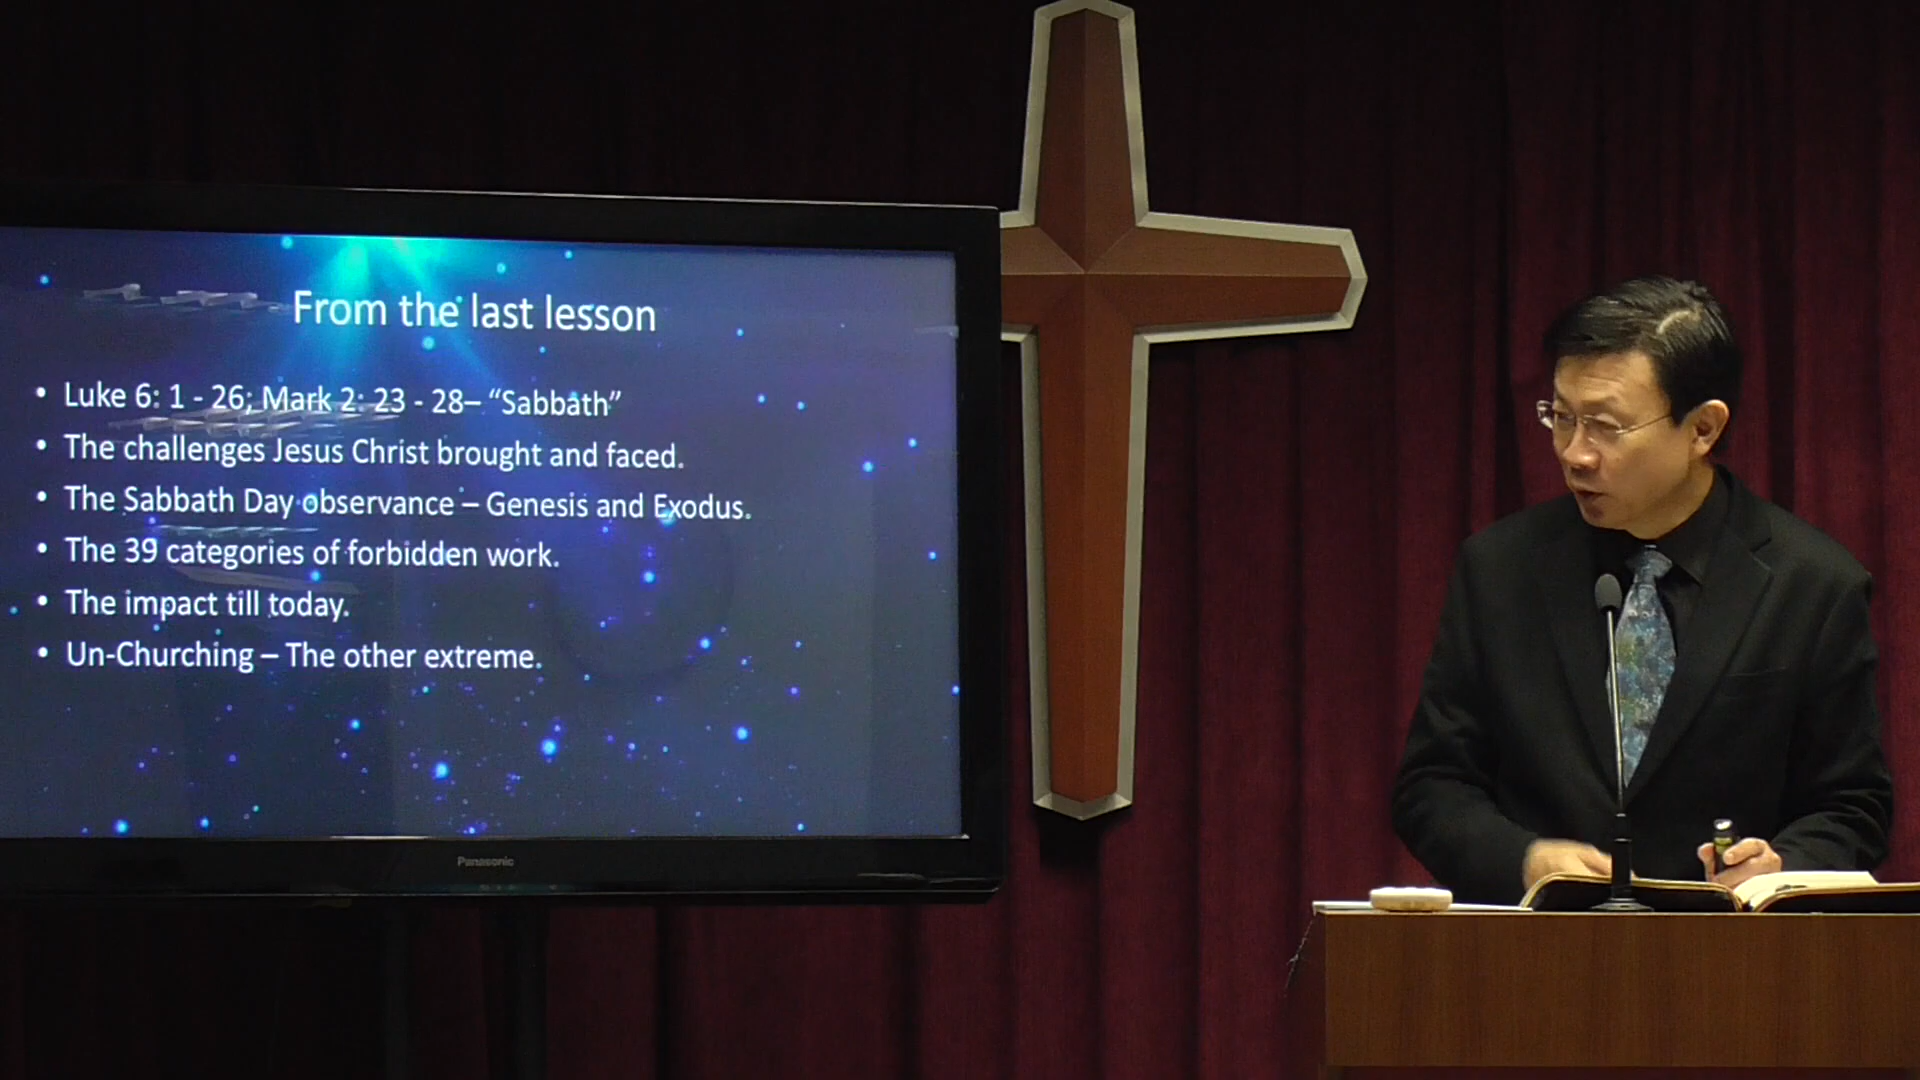 From the last lesson
• Luke 6: 1 - 26; Mark 2: 23 - 28– “Sabbath”
• The challenges Jesus Christ brought and faced.
• The Sabbath Day observance – Genesis and Exodus.
• The 39 categories of forbidden work.
• The impact till today.
• Un-Churching – The other extreme.
Panasonic